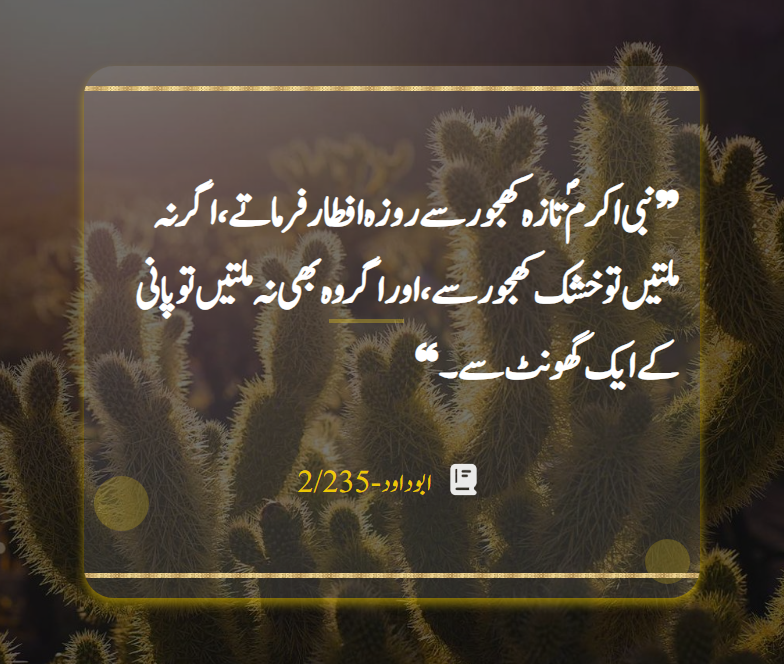 ”نبی اکرمؐ تازہ کھجور سے روزہ افطار فرماتے، اگر نہ
ملتیں تو خشک کھجور سے، اور اگر وہ بھی نہ ملتیں تو پانی
کے ایک گھونٹ سے۔“
ابوداود-2/235